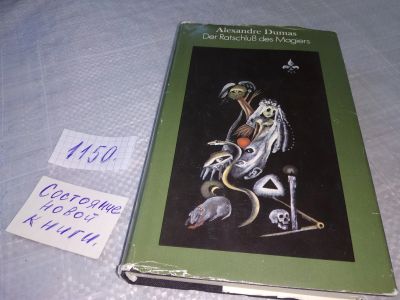 Alexandre Dumas
Der Ratschluß des Magiers
1150.
Состояние
новой
книги.